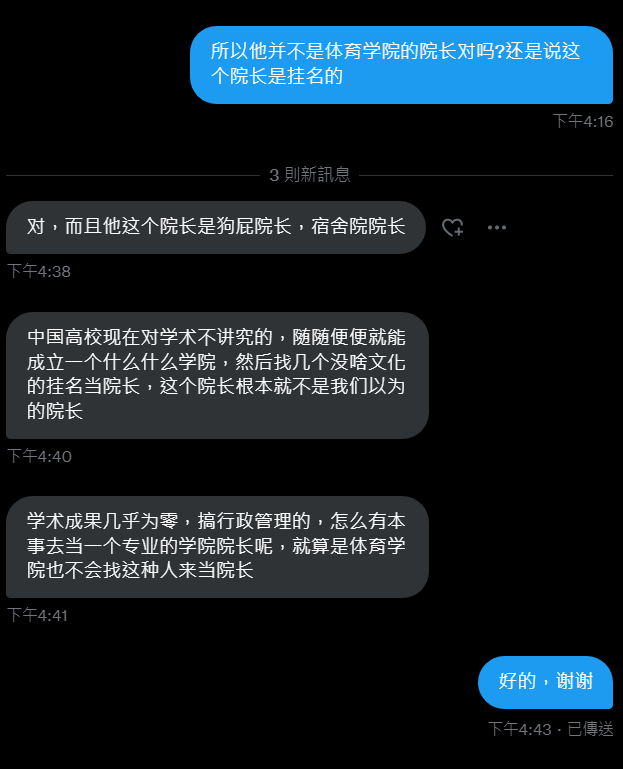 所以他并不是体育学院的院长对吗?还是说这
个院长是挂名的
下午4:16
3 則新訊息
对，而且他这个院长是狗屁院长，宿舍院院长
下午4:38
中国高校现在对学术不讲究的，随随便便就能
成立一个什么什么学院，然后找几个没啥文化
的挂名当院长，这个院长根本就不是我们以为
的院长
下午4:40
学术成果几乎为零，搞行政管理的，怎么有本
事去当一个专业的学院院长呢，就算是体育学
院也不会找这种人来当院长
下午4:41
好的，谢谢
下午4:43 · 已傳送